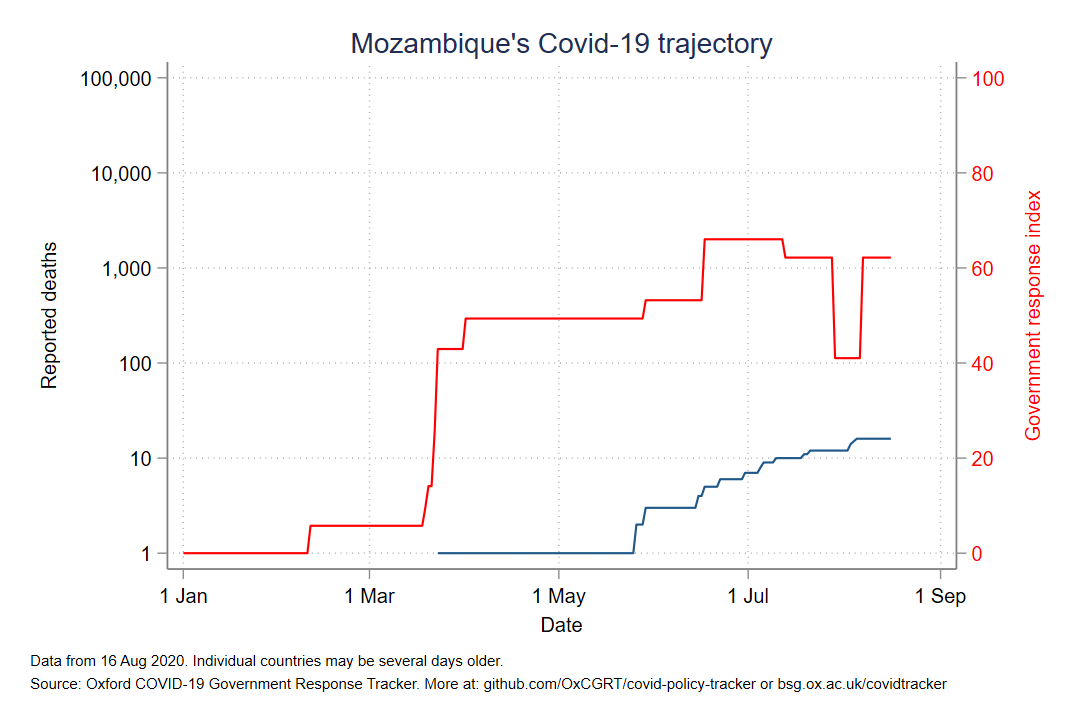 Mozambique's Covid-19 trajectory
100,000
10,000
1,000
100
10
1
Reported deaths
100
80
60
40
20
0
Government response index
1 Jan
1 Mar
1 May
1 Jul
1 Sep
Date
Data from 16 Aug 2020. Individual countries may be several days older.
Source: Oxford COVID-19 Government Response Tracker. More at: github.com/OxCGRT/covid-policy-tracker or bsg.ox.ac.uk/covidtracker